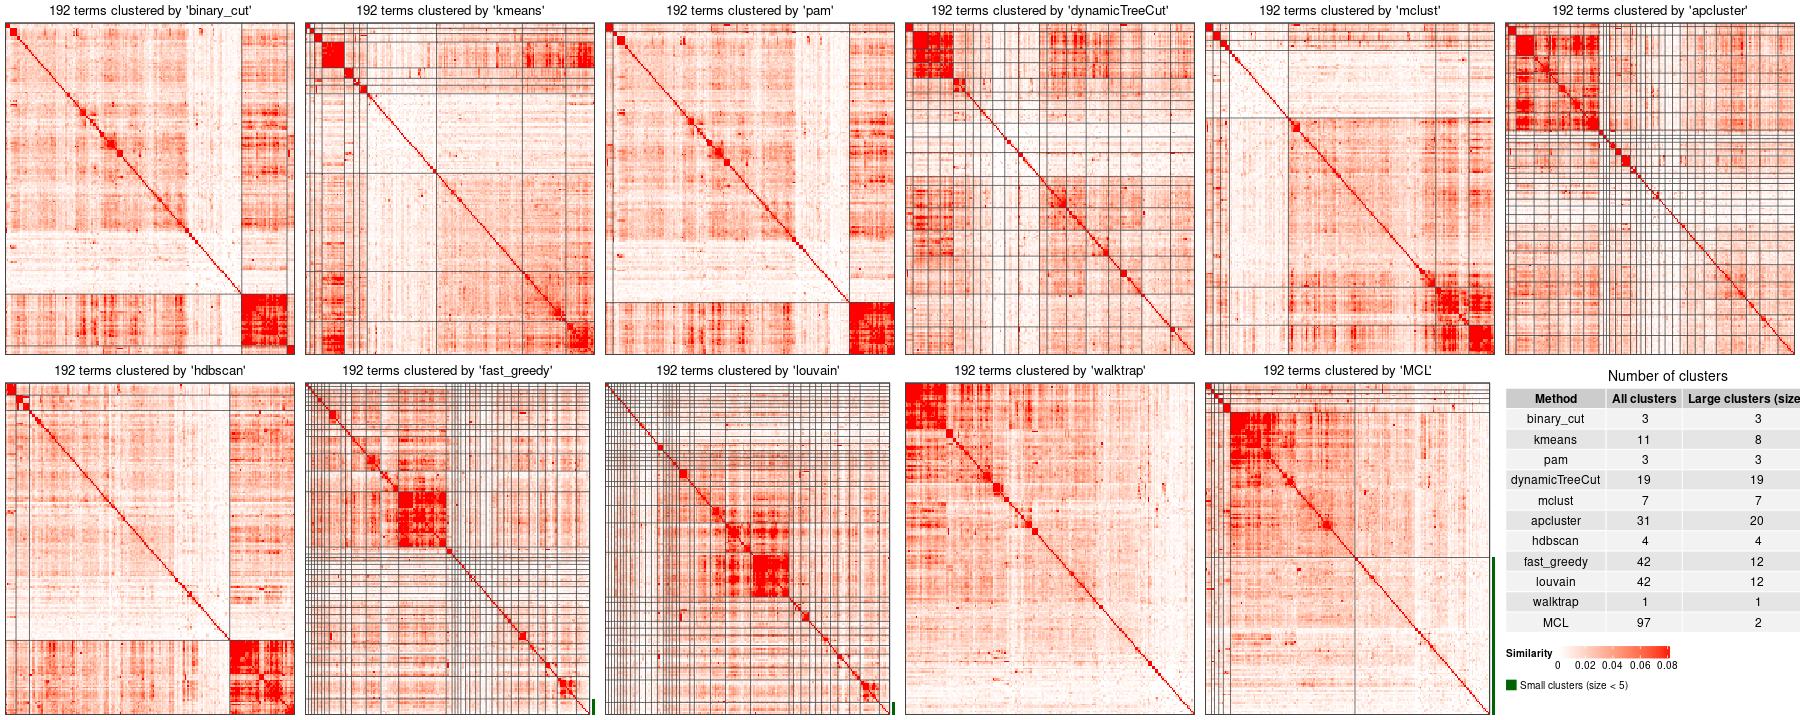 192 terms clustered by 'binary_cut'
192 terms clustered by 'kmeans'
192 terms clustered by 'pam'
192 terms clustered by 'dynamicTreeCut'
192 terms clustered by 'mclust'
192 terms clustered by 'apcluster'
192 terms clustered by 'hdbscan'
192 terms clustered by 'fast_greedy'
192 terms clustered by 'louvain'
192 terms clustered by 'walktrap'
192 terms clustered by 'MCL'
Number of clusters
Method All clusters Large clusters (size
binary_cut 3 3
kmeans 11 8
pam 3 3
dynamicTreeCut 19 19
mclust 7 7
apcluster 31 20
hdbscan 4 4
fast_greedy 42 12
louvain 42 12
walktrap 1 1
MCL 97 2
Similarity
0 0.02 0.04 0.06 0.08
Small clusters (size < 5)